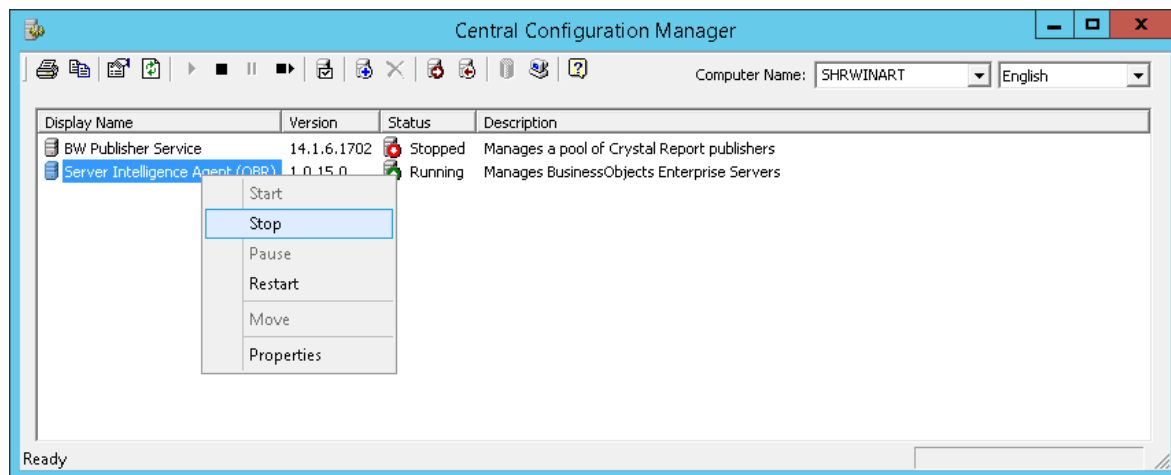 Central Configuration Manager
Computer Name: SHRWINART English
Display Name Version Status Description
BW Publisher Service 14.1.6.1702 Stopped Manages a pool of Crystal Report publishers
Server Intelligence Agent (OBR) 1.0.15.0 Running Manages BusinessObjects Enterprise Servers
Start
Stop
Pause
Restart
Move
Properties
Ready